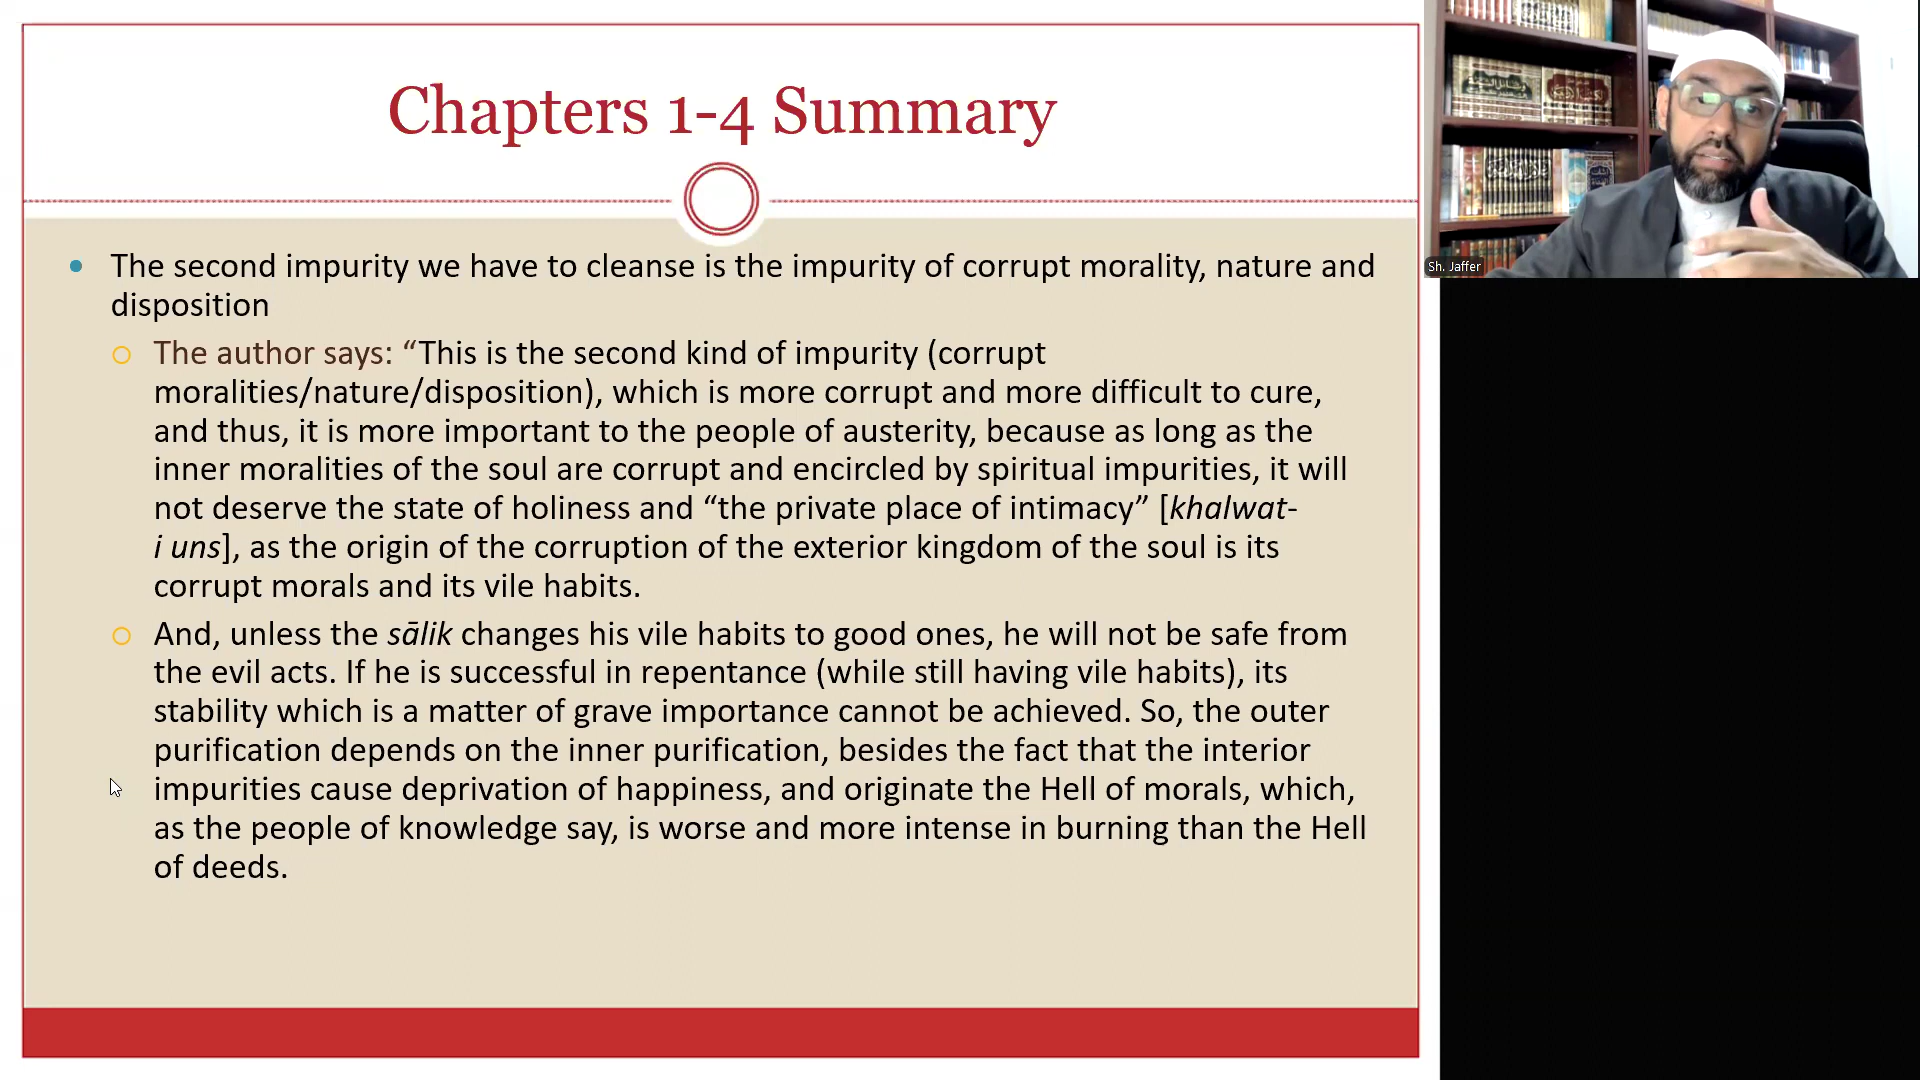 Chapters 1-4 Summary
The second impurity we have to cleanse is the impurity of corrupt morality, nature and
disposition
The author says: “This is the second kind of impurity (corrupt
moralities/nature/disposition), which is more corrupt and more difficult to cure,
and thus, it is more important to the people of austerity, because as long as the
inner moralities of the soul are corrupt and encircled by spiritual impurities, it will
not deserve the state of holiness and “the private place of intimacy” [khalwat-
i uns], as the origin of the corruption of the exterior kingdom of the soul is its
corrupt morals and its vile habits.
And, unless the sālik changes his vile habits to good ones, he will not be safe from
the evil acts. If he is successful in repentance (while still having vile habits), its
stability which is a matter of grave importance cannot be achieved. So, the outer
purification depends on the inner purification, besides the fact that the interior
impurities cause deprivation of happiness, and originate the Hell of morals, which,
as the people of knowledge say, is worse and more intense in burning than the Hell
of deeds.
Sh. Jaffer